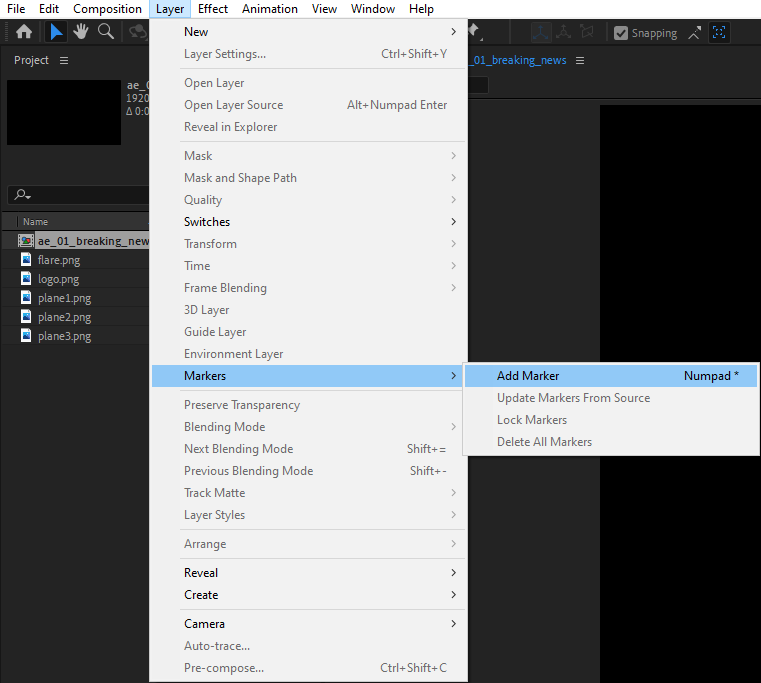 File Edit Composition Layer Effect Animation View Window Help
Snapping
Project
_01_breaking_news
ae_
1920
Δ 0:0
Name
ae_01_breaking_new
flare.png
logo.png
plane1.png
plane2.png
plane3.png
New
Layer Settings... Ctrl+Shift+Y
Open Layer
Open Layer Source Alt+Numpad Enter
Reveal in Explorer
Mask
Mask and Shape Path
Quality
Switches
Transform
Time
Frame Blending
3D Layer
Guide Layer
Environment Layer
Markers
Preserve Transparency
Blending Mode
Next Blending Mode Shift+=
Previous Blending Mode Shift+-
Track Matte
Layer Styles
Arrange
Reveal
Create
Camera
Auto-trace...
Pre-compose... Ctrl+Shift+C
Add Marker Numpad *
Update Markers From Source
Lock Markers
Delete All Markers